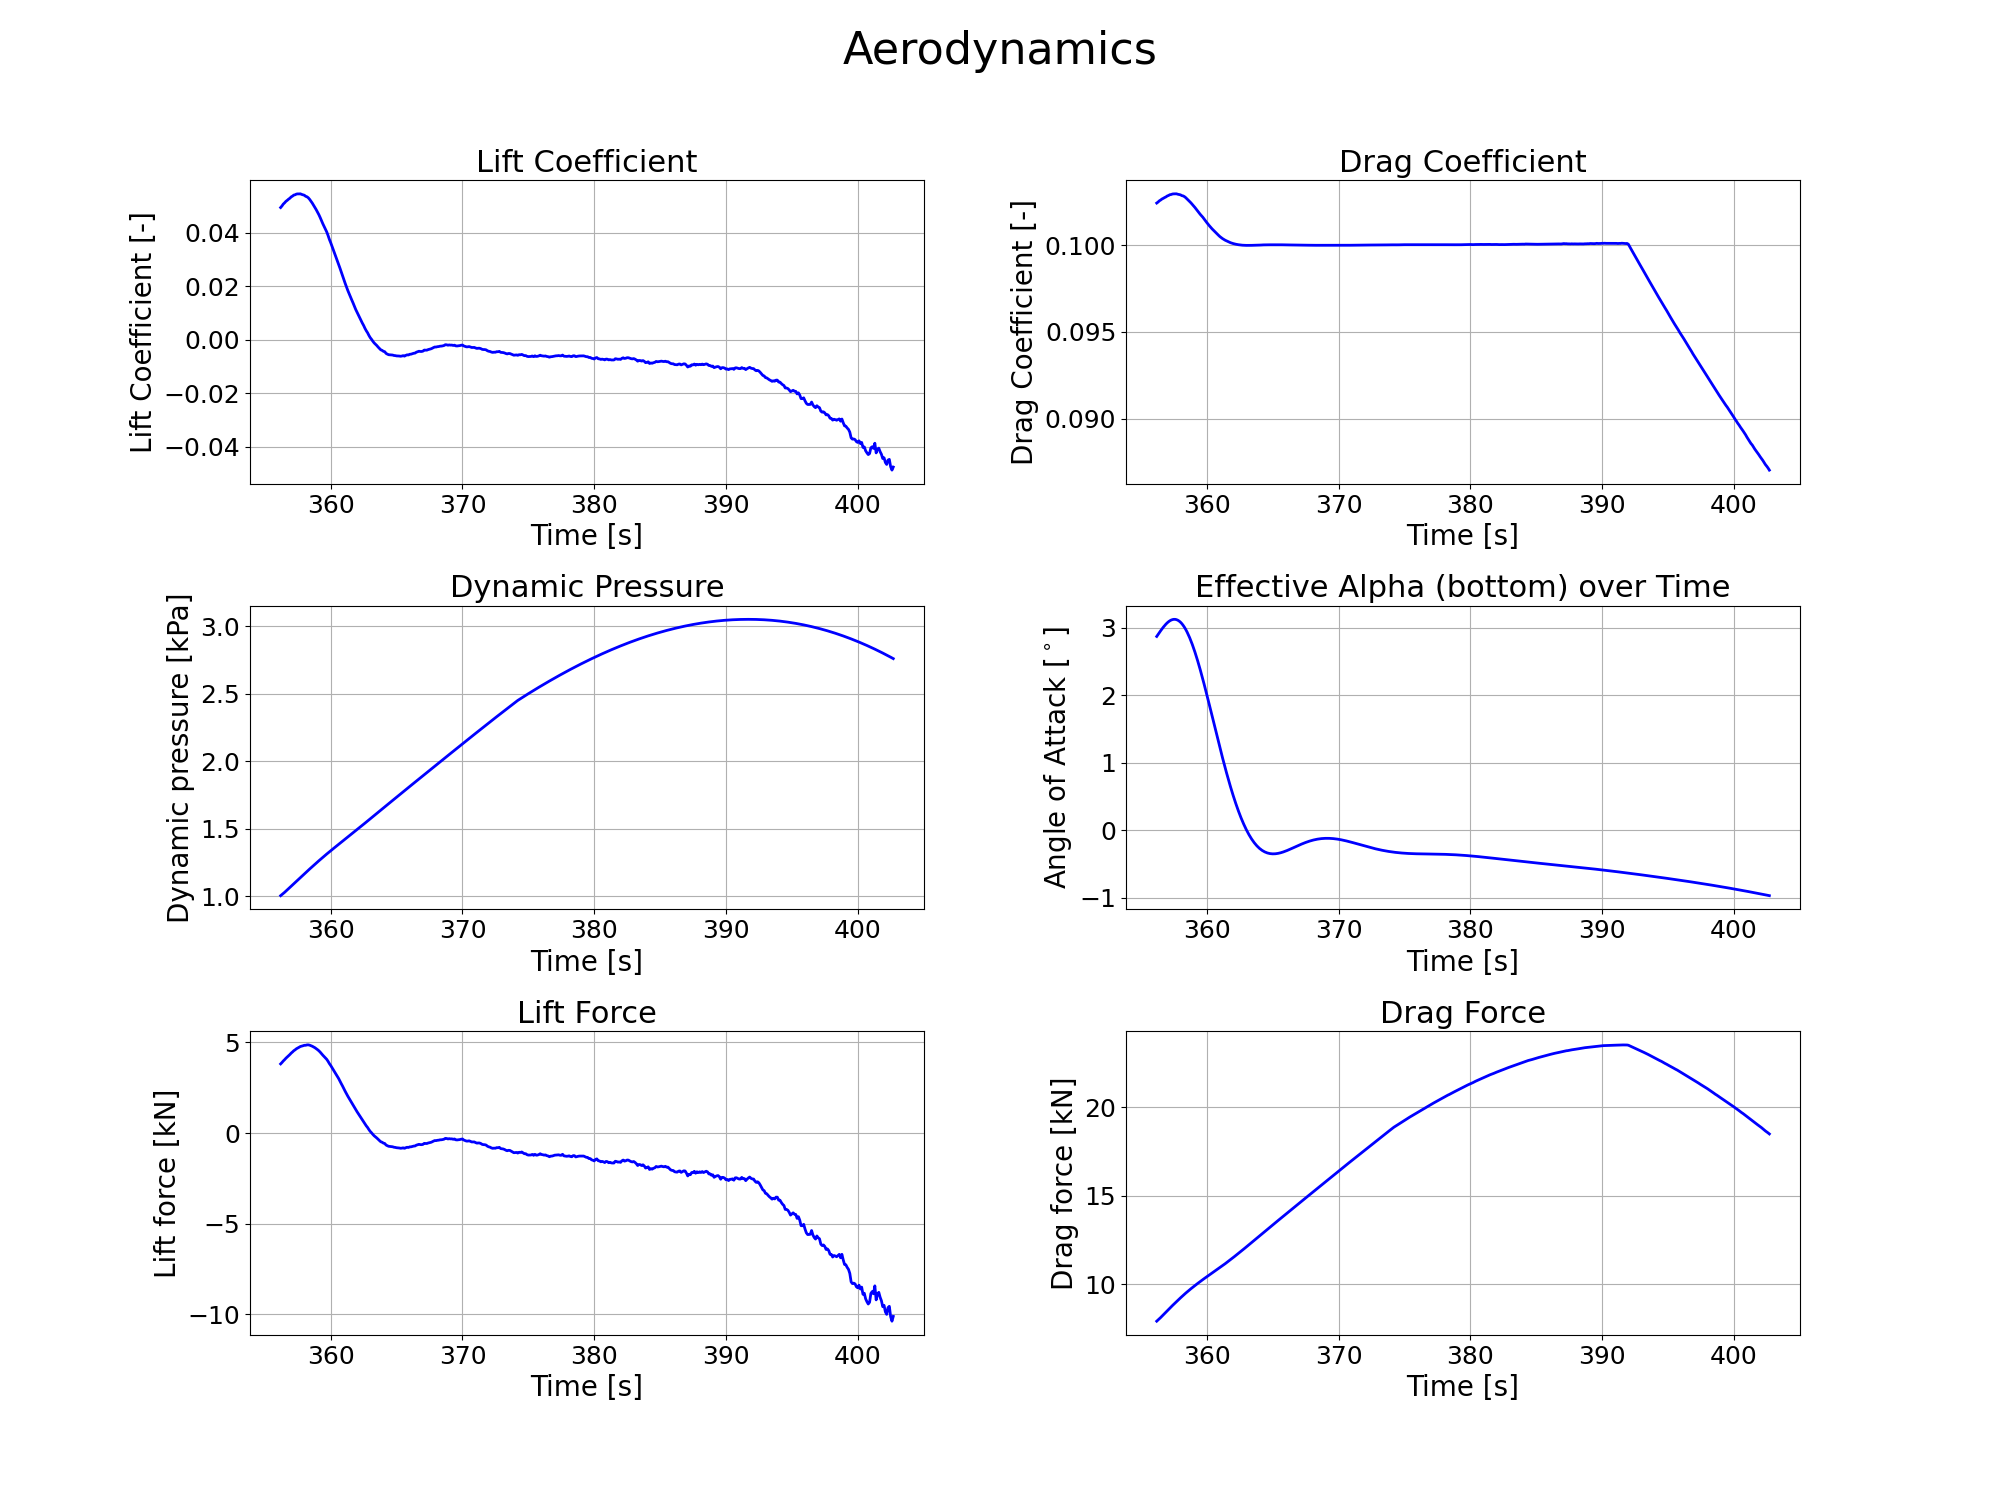 Aerodynamics
Lift Coefficient
Lift Coefficient [-]
0.04
0.02
0.00
−0.02
−0.04
360 370 380 390 400
Time [s]
Drag Coefficient
Drag Coefficient [-]
0.100
0.095
0.090
360 370 380 390 400
Time [s]
Dynamic Pressure
Dynamic pressure [kPa]
3.0
2.5
2.0
1.5
1.0
360 370 380 390 400
Time [s]
Effective Alpha (bottom) over Time
Angle of Attack [°]
3
2
1
0
−1
360 370 380 390 400
Time [s]
Lift Force
Lift force [kN]
5
0
−5
−10
360 370 380 390 400
Time [s]
Drag Force
Drag force [kN]
20
15
10
360 370 380 390 400
Time [s]